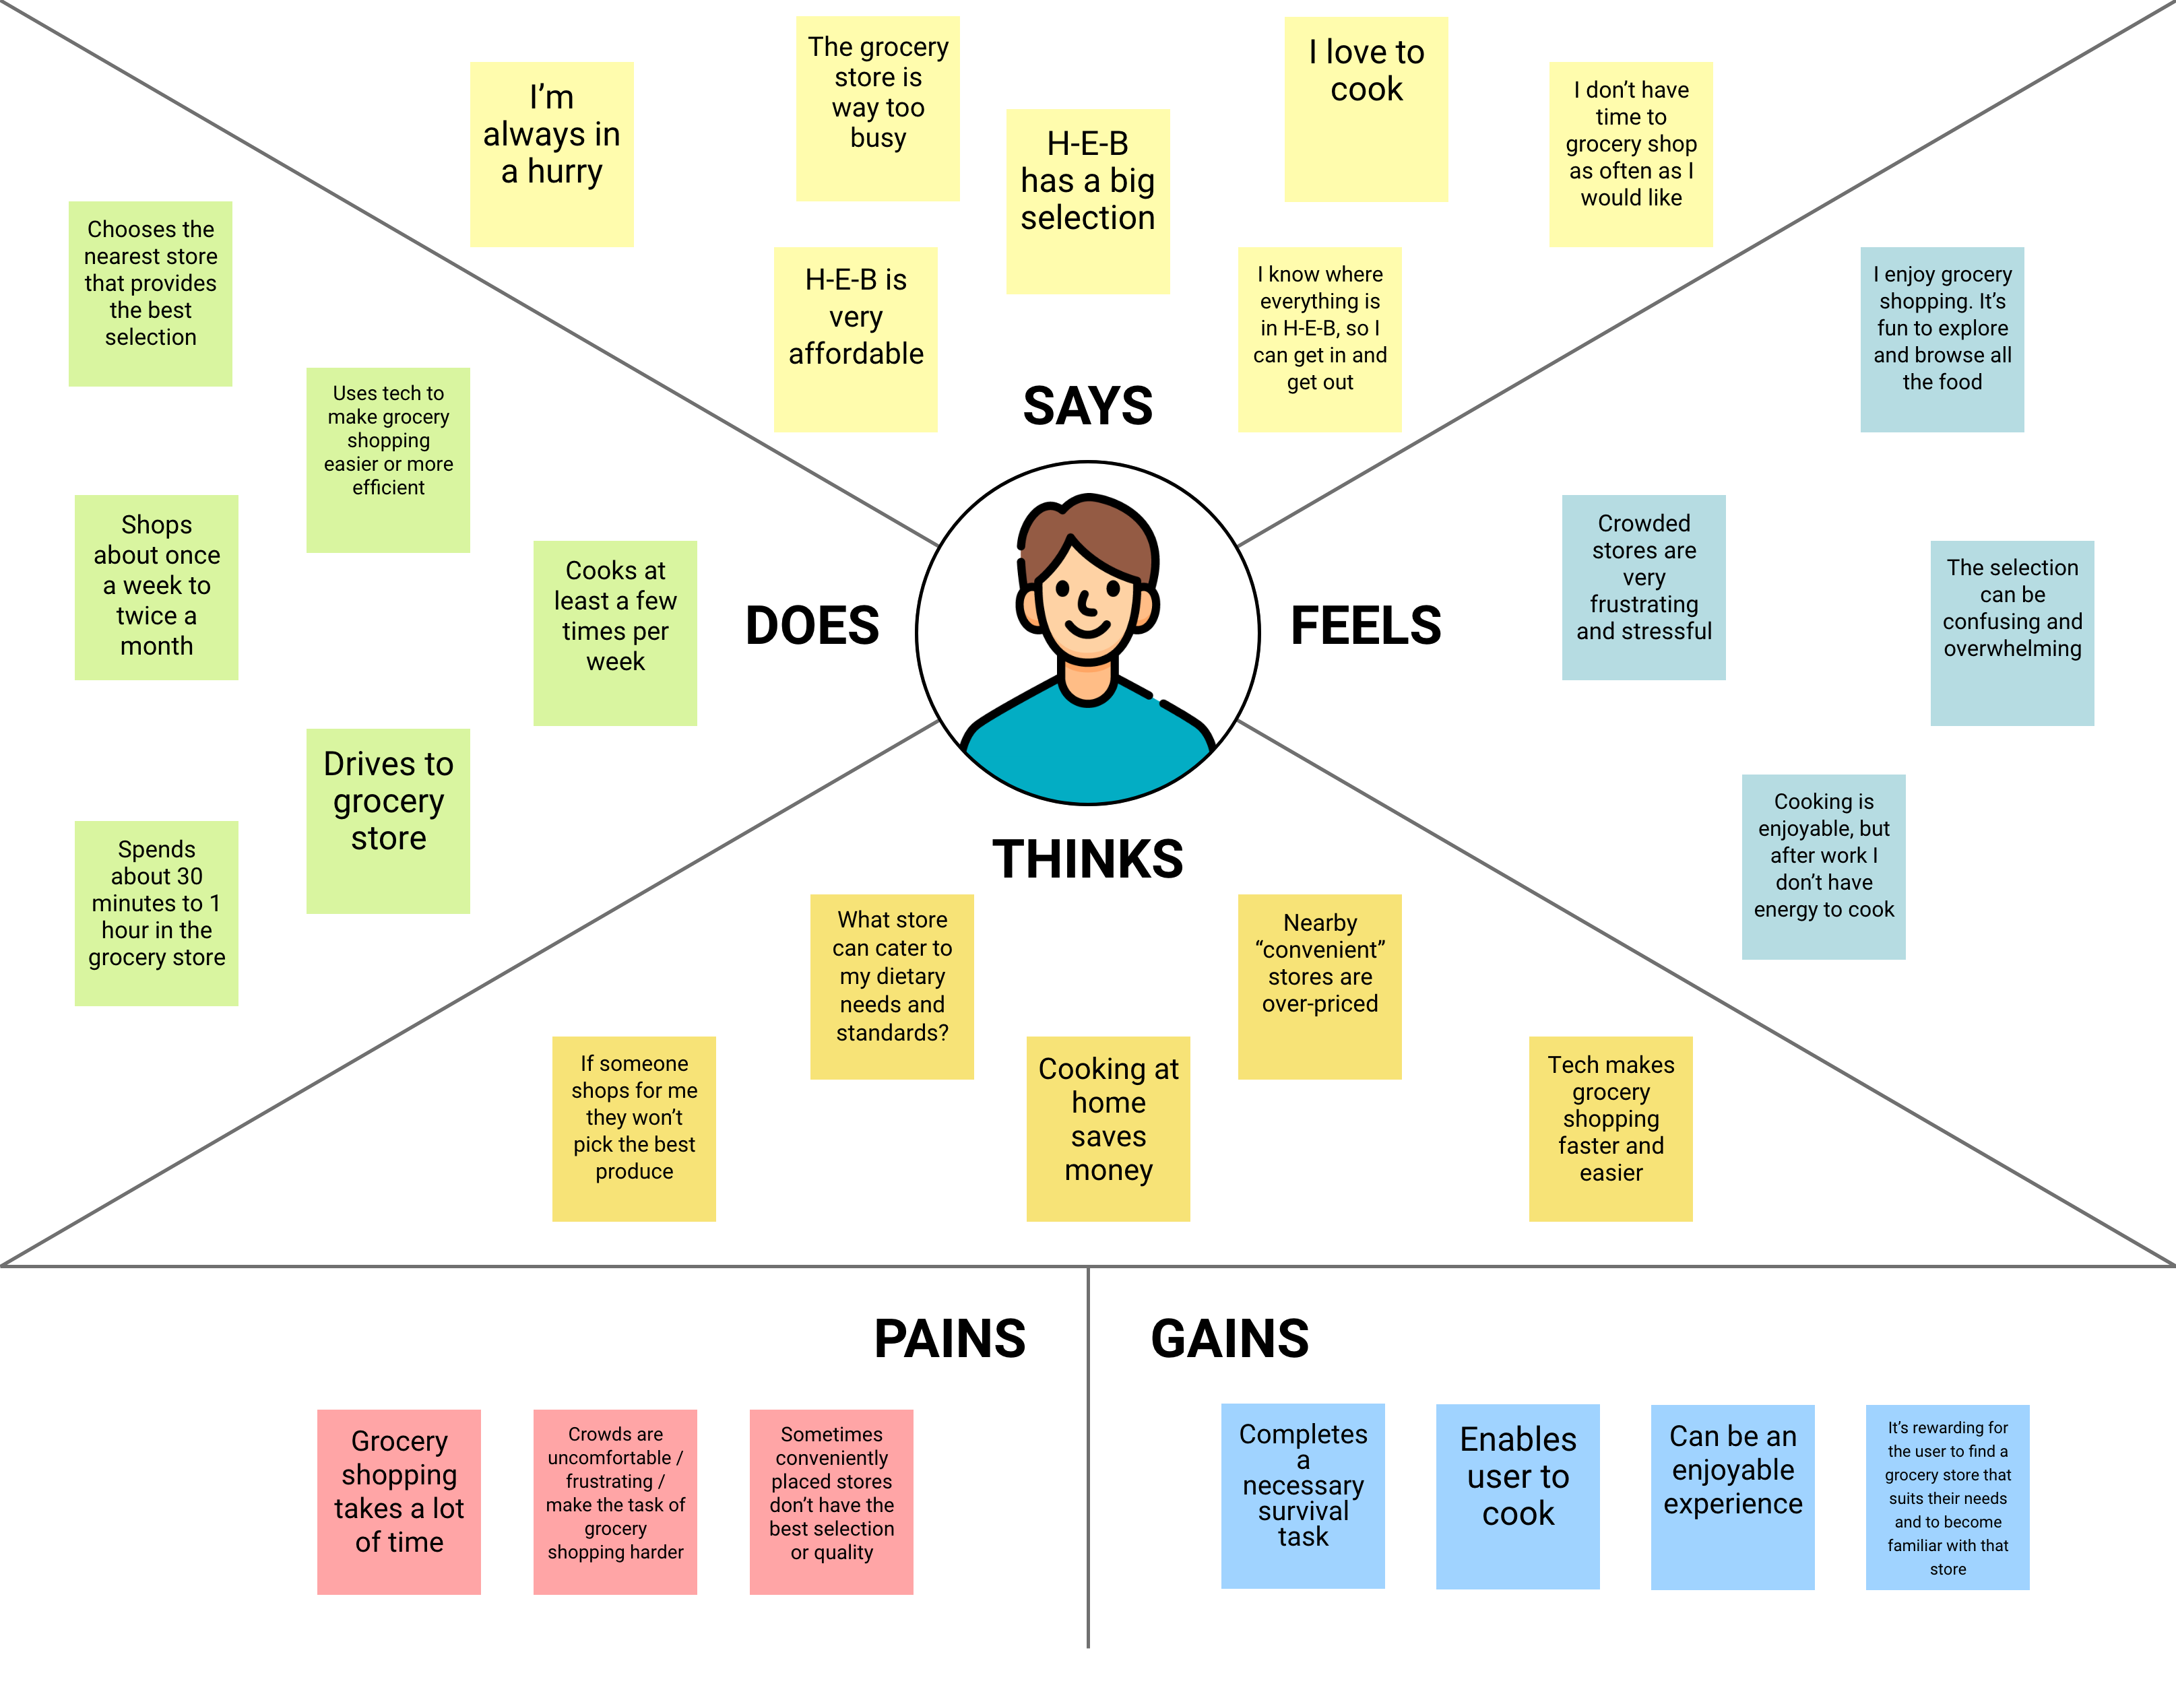 I’m
always in
a hurry
The grocery
store is
way too
busy
H-E-B
has a big
selection
I love to
cook
I don’t have
time to
grocery shop
as often as I
would like
H-E-B is
very
affordable
I know where
everything is
in H-E-B, so I
can get in and
get out
SAYS
Chooses the
nearest store
that provides
the best
selection
Uses tech to
make grocery
shopping
easier or more
efficient
Shops
about once
a week to
twice a
month
Cooks at
least a few
times per
week
Drives to
grocery
store
Spends
about 30
minutes to 1
hour in the
grocery store
DOES
FEELS
I enjoy grocery
shopping. It’s
fun to explore
and browse all
the food
Crowded
stores are
very
frustrating
and stressful
The selection
can be
confusing and
overwhelming
Cooking is
enjoyable, but
after work I
don’t have
energy to cook
THINKS
What store
can cater to
my dietary
needs and
standards?
Nearby
“convenient”
stores are
over-priced
If someone
shops for me
they won’t
pick the best
produce
Cooking at
home
saves
money
Tech makes
grocery
shopping
faster and
easier
PAINS
Grocery
shopping
takes a lot
of time
Crowds are
uncomfortable /
frustrating /
make the task of
grocery
shopping harder
Sometimes
conveniently
placed stores
don’t have the
best selection
or quality
GAINS
Completes
a
necessary
survival
task
Enables
user to
cook
Can be an
enjoyable
experience
It’s rewarding for
the user to find a
grocery store that
suits their needs
and to become
familiar with that
store